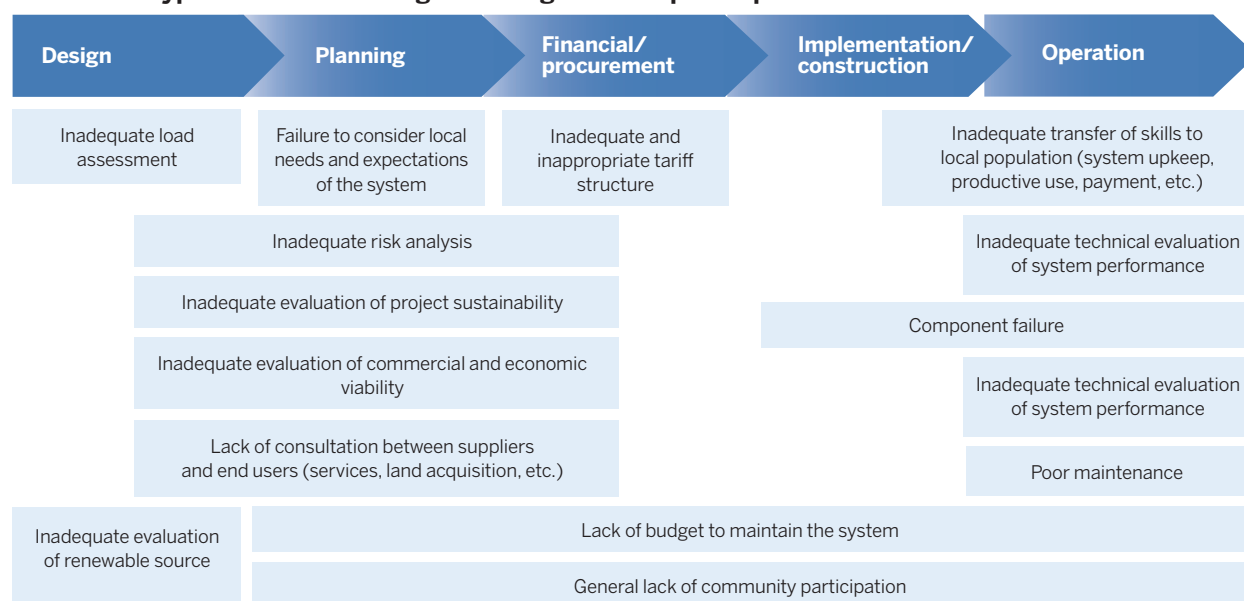 Design
Planning
Financial/
procurement
Implementation/
construction
Operation
Inadequate load
assessment
Failure to consider local
needs and expectations
of the system
Inadequate and
inappropriate tariff
structure
Inadequate transfer of skills to
local population (system upkeep,
productive use, payment, etc.)
Inadequate risk analysis
Inadequate technical evaluation
of system performance
Inadequate evaluation of project sustainability
Component failure
Inadequate evaluation of commercial and economic
viability
Inadequate technical evaluation
of system performance
Lack of consultation between suppliers
and end users (services, land acquisition, etc.)
Poor maintenance
Inadequate evaluation
of renewable source
Lack of budget to maintain the system
General lack of community participation